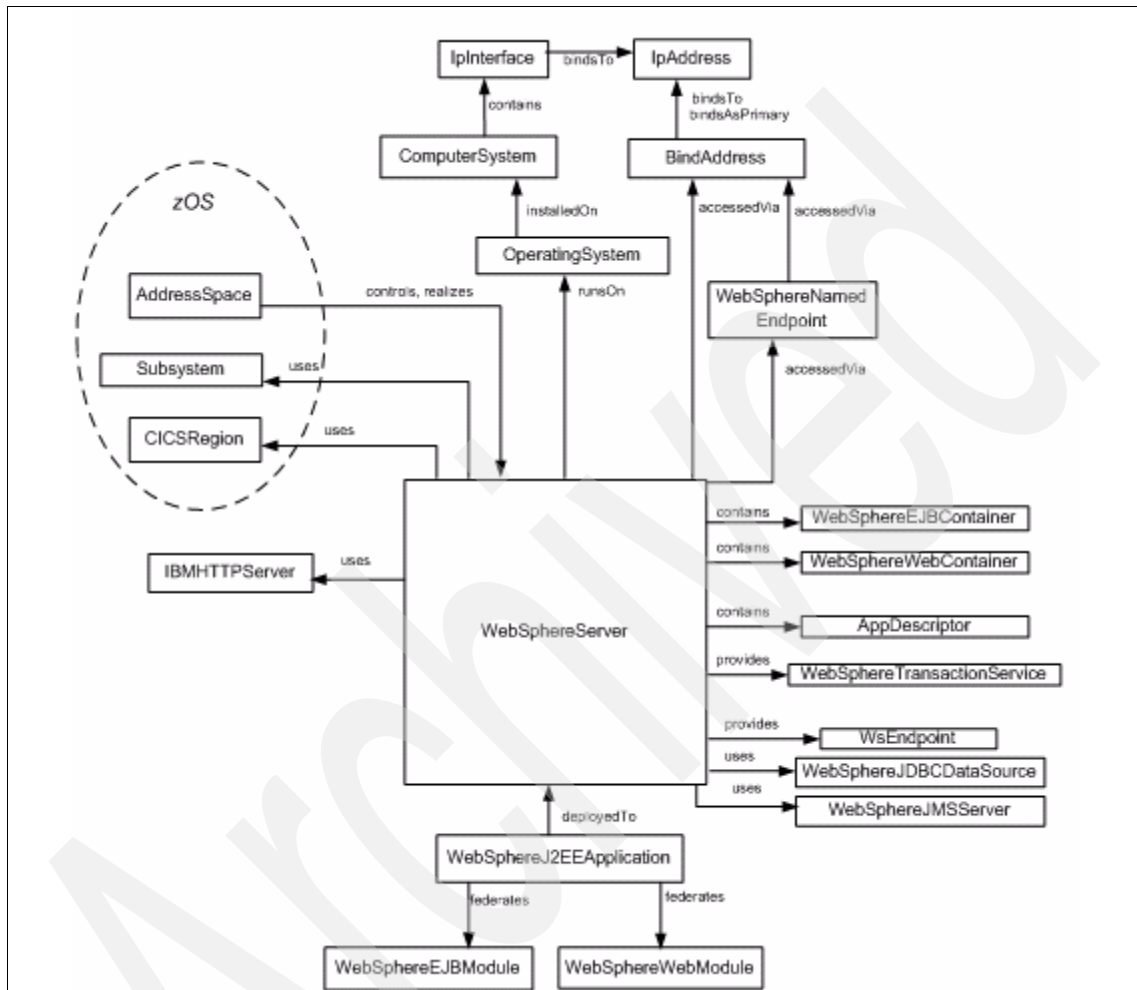 IpInterface
bindsTo
IpAddress
contains
bindsTo
bindsAsPrimary
ComputerSystem
BindAddress
zOS
installedOn
accessedVia
accessedVia
OperatingSystem
AddressSpace
controls, realizes
runsOn
WebSphereNamed
Endpoint
Subsystem
uses
accessedVia
CICSRegion
uses
contains
WebSphereEJBContainer
contains
WebSphereWebContainer
IBMHTTPServer
uses
WebSphereServer
contains
AppDescriptor
provides
WebSphereTransactionService
provides
WsEndpoint
uses
WebSphereJDBCDataSource
uses
WebSphereJMSServer
deployedTo
WebSphereJ2EEApplication
federates
federates
WebSphereEJBModule
WebSphereWebModule
Archived